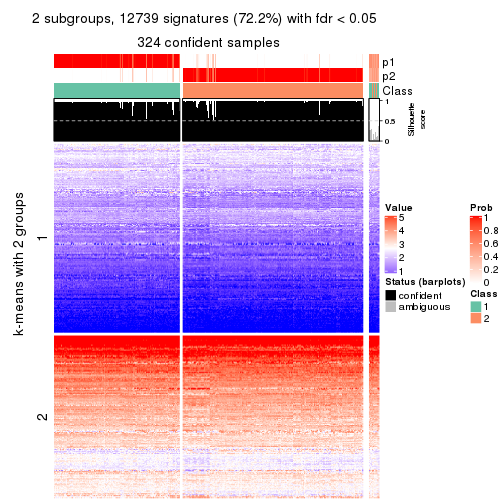 2 subgroups, 12739 signatures (72.2%) with fdr < 0.05
324 confident samples
p1
p2
Class
1
0.5
0
Silhouette
score
k-means with 2 groups
1
2
Value
5
4
3
2
1
Status (barplots)
confident
ambiguous
Prob
1
0.8
0.6
0.4
0.2
0
Class
1
2